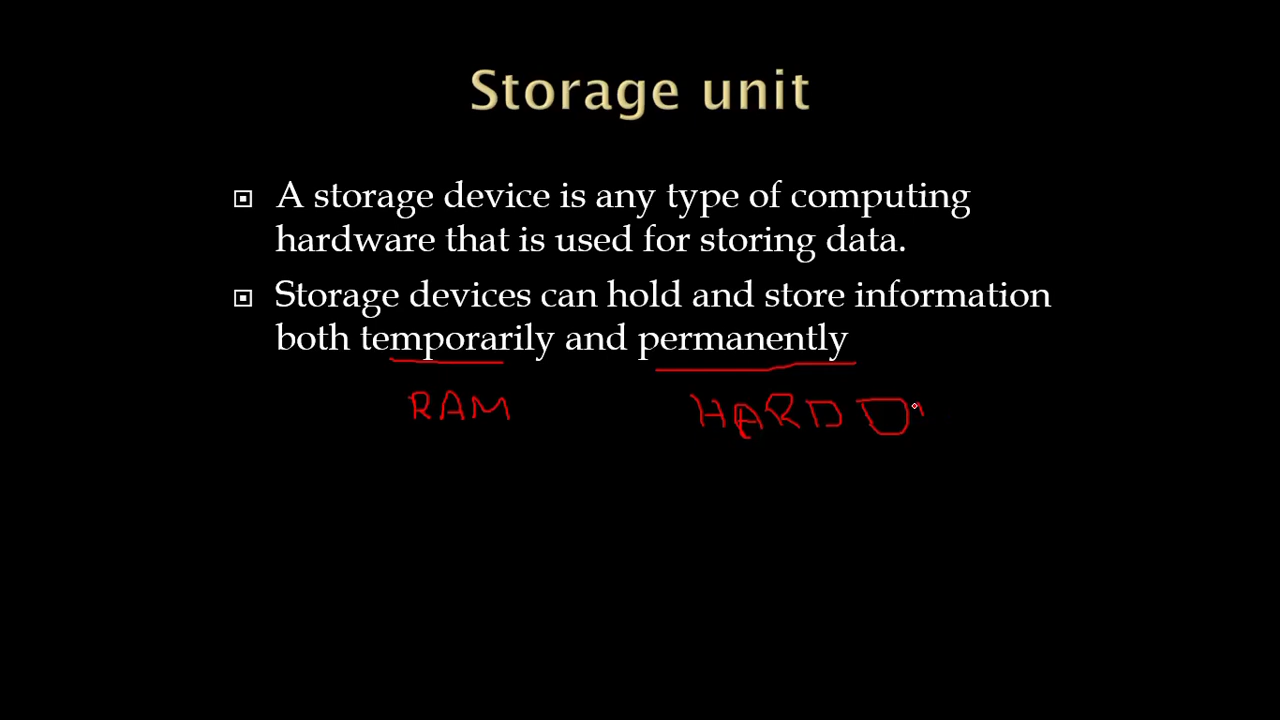 Storage unit
A storage device is any type of computing
hardware that is used for storing data.
Storage devices can hold and store information
both temporarily and permanently
RAM HARD D